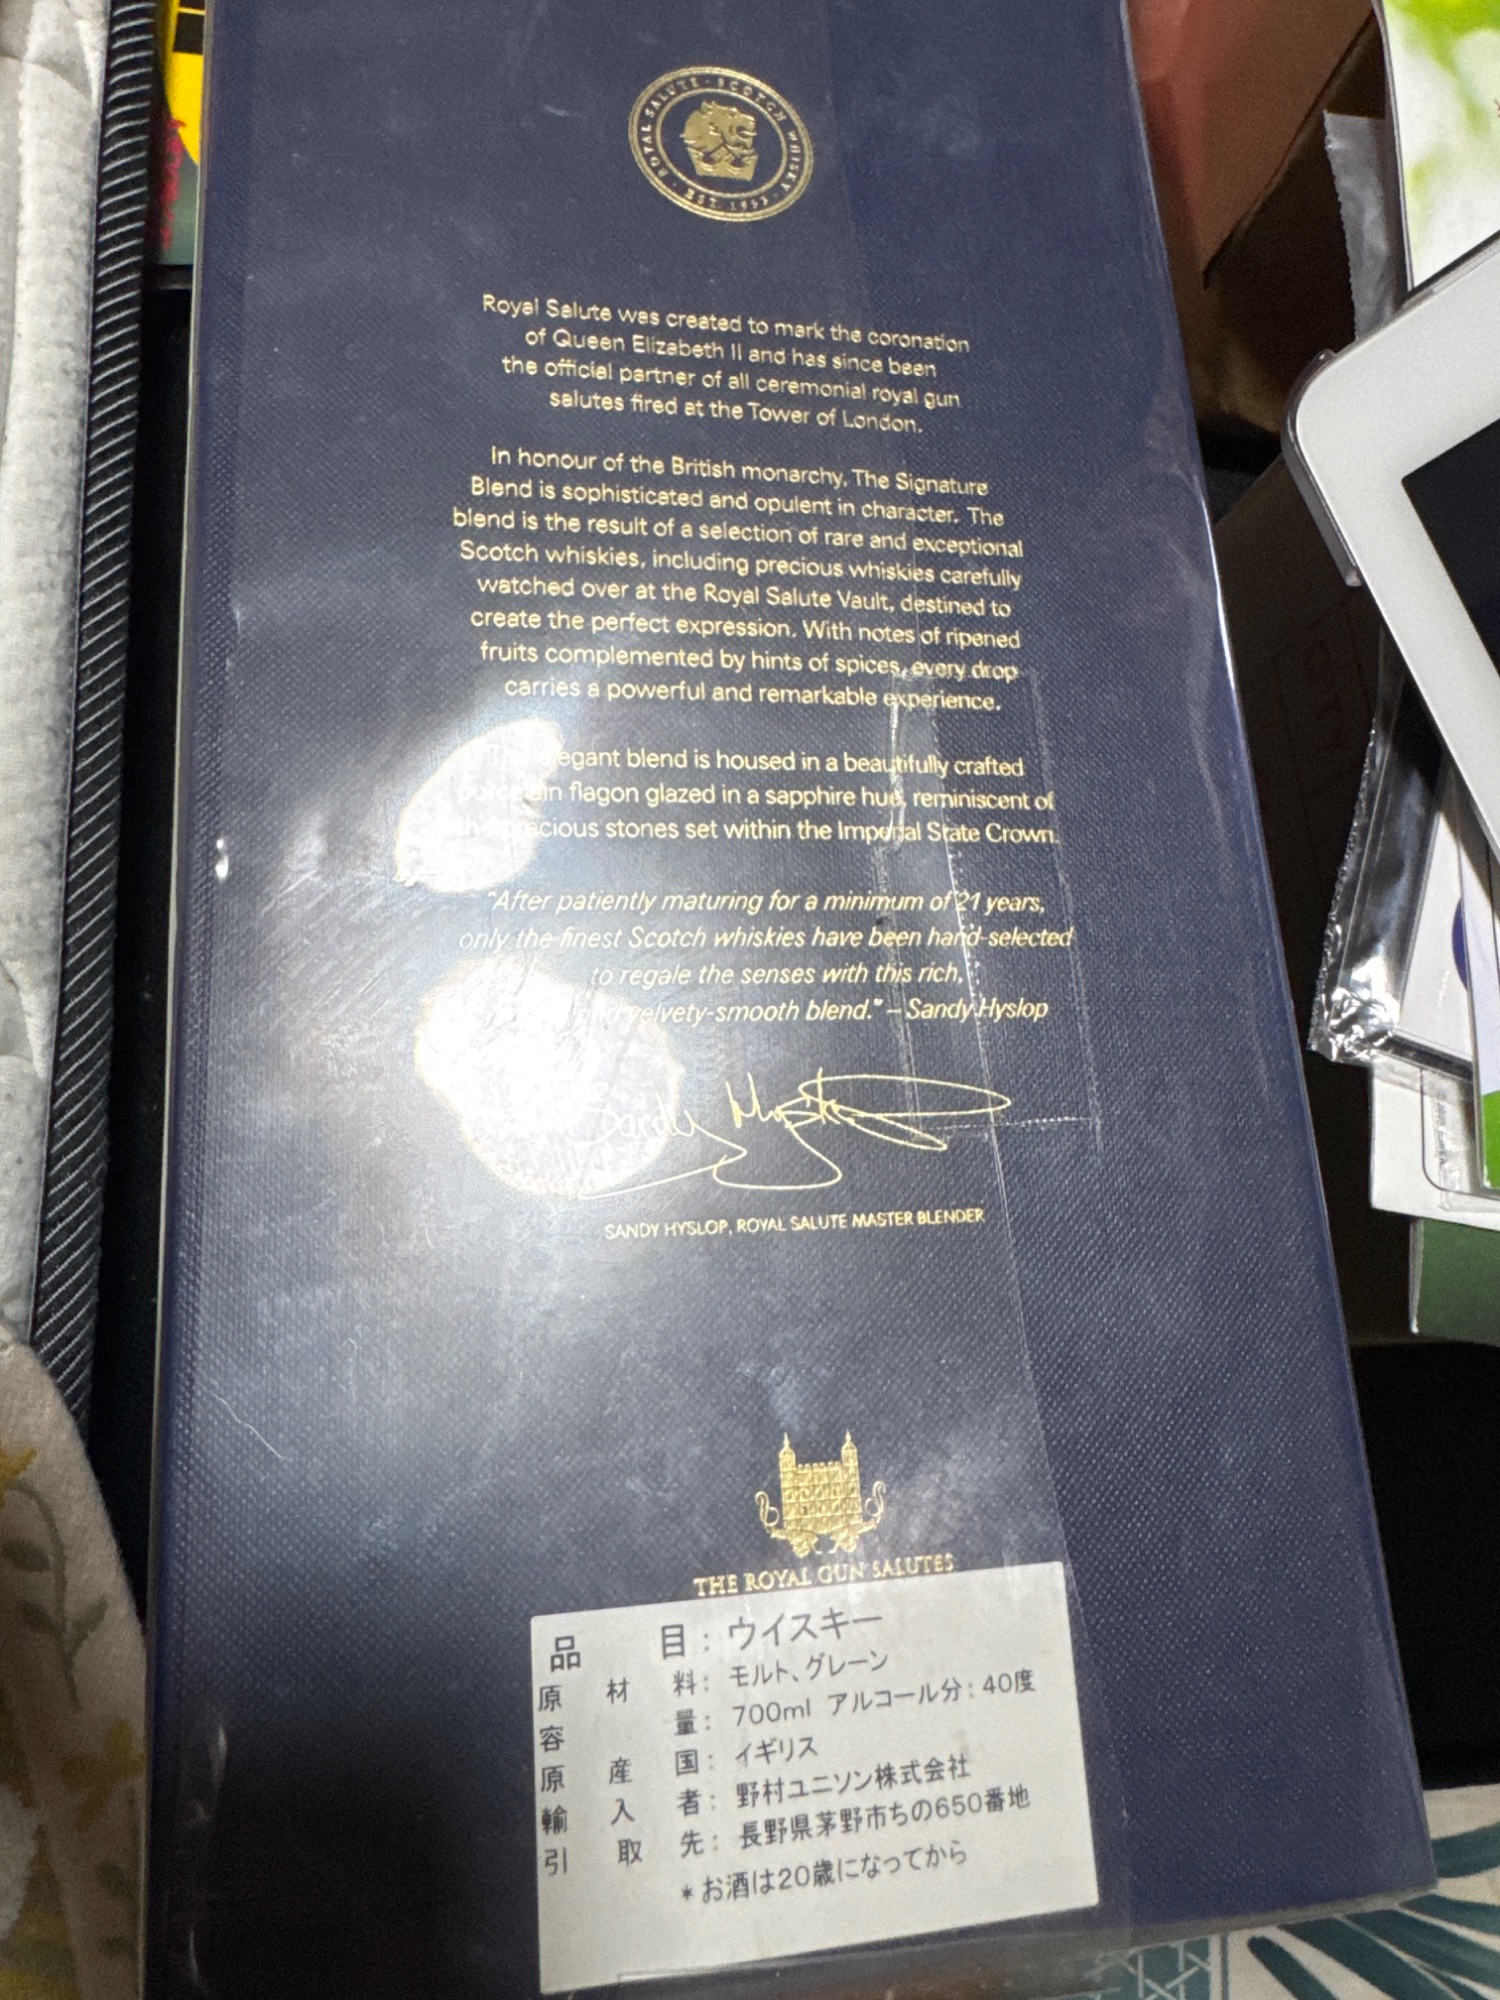 ROYAL SALUTE · SCOTCH WHISKY · EST. 1953
Royal Salute was created to mark the coronation
of Queen Elizabeth II and has since been
the official partner of all ceremonial royal gun
salutes fired at the Tower of London.
In honour of the British monarchy, The Signature
Blend is sophisticated and opulent in character. The
blend is the result of a selection of rare and exceptional
Scotch whiskies, including precious whiskies carefully
watched over at the Royal Salute Vault, destined to
create the perfect expression. With notes of ripened
fruits complemented by hints of spices, every drop
carries a powerful and remarkable experience.
elegant blend is housed in a beautifully crafted
porcelain flagon glazed in a sapphire hue, reminiscent of
the precious stones set within the Imperial State Crown.
"After patiently maturing for a minimum of 21 years,
only the finest Scotch whiskies have been hand-selected
to regale the senses with this rich,
velvety-smooth blend." – Sandy Hyslop
Sandy Hyslop
SANDY HYSLOP, ROYAL SALUTE MASTER BLENDER
THE ROYAL GUN SALUTES
品目:ウイスキー
原材料:モルト、グレーン
容量:700ml アルコール分:40度
原産国:イギリス
輸入者:野村ユニソン株式会社
引取先:長野県茅野市ちの650番地
*お酒は20歳になってから